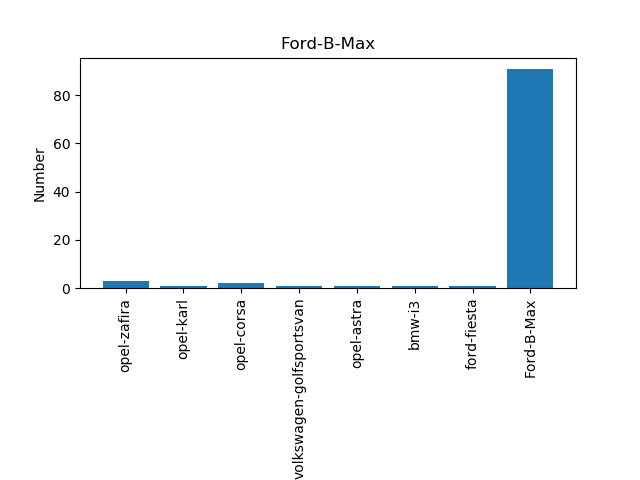 Ford-B-Max
Number
80
60
40
20
0
opel-zafira
opel-karl
opel-corsa
volkswagen-golfsportsvan
opel-astra
bmw-i3
ford-fiesta
Ford-B-Max